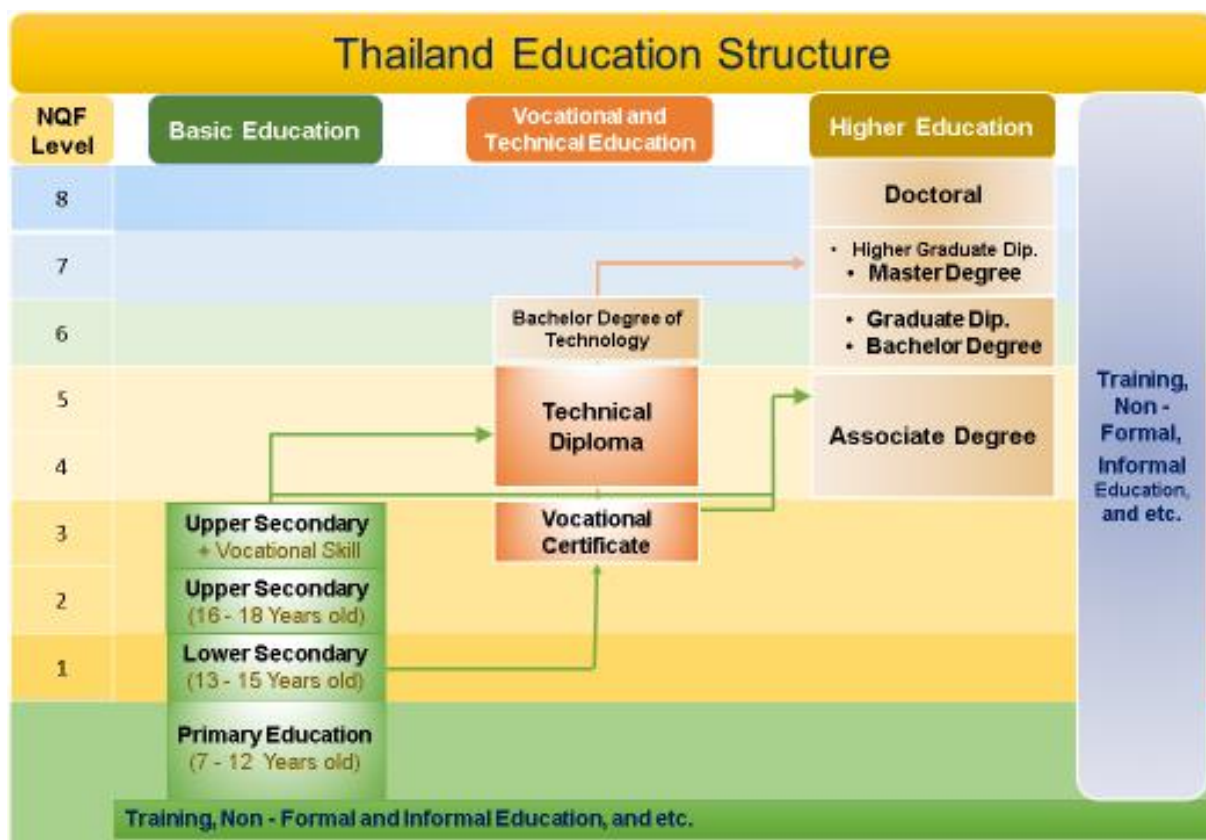 Thailand Education Structure
NQF
Level
Basic Education
Vocational and
Technical Education
Higher Education
8
Doctoral
7
• Higher Graduate Dip.
• Master Degree
6
Bachelor Degree of
Technology
• Graduate Dip.
• Bachelor Degree
5
4
Technical
Diploma
Associate Degree
3
Upper Secondary
+ Vocational Skill
Vocational
Certificate
2
Upper Secondary
(16 - 18 Years old)
1
Lower Secondary
(13 - 15 Years old)
Primary Education
(7 - 12 Years old)
Training,
Non -
Formal,
Informal
Education,
and etc.
Training, Non - Formal and Informal Education, and etc.